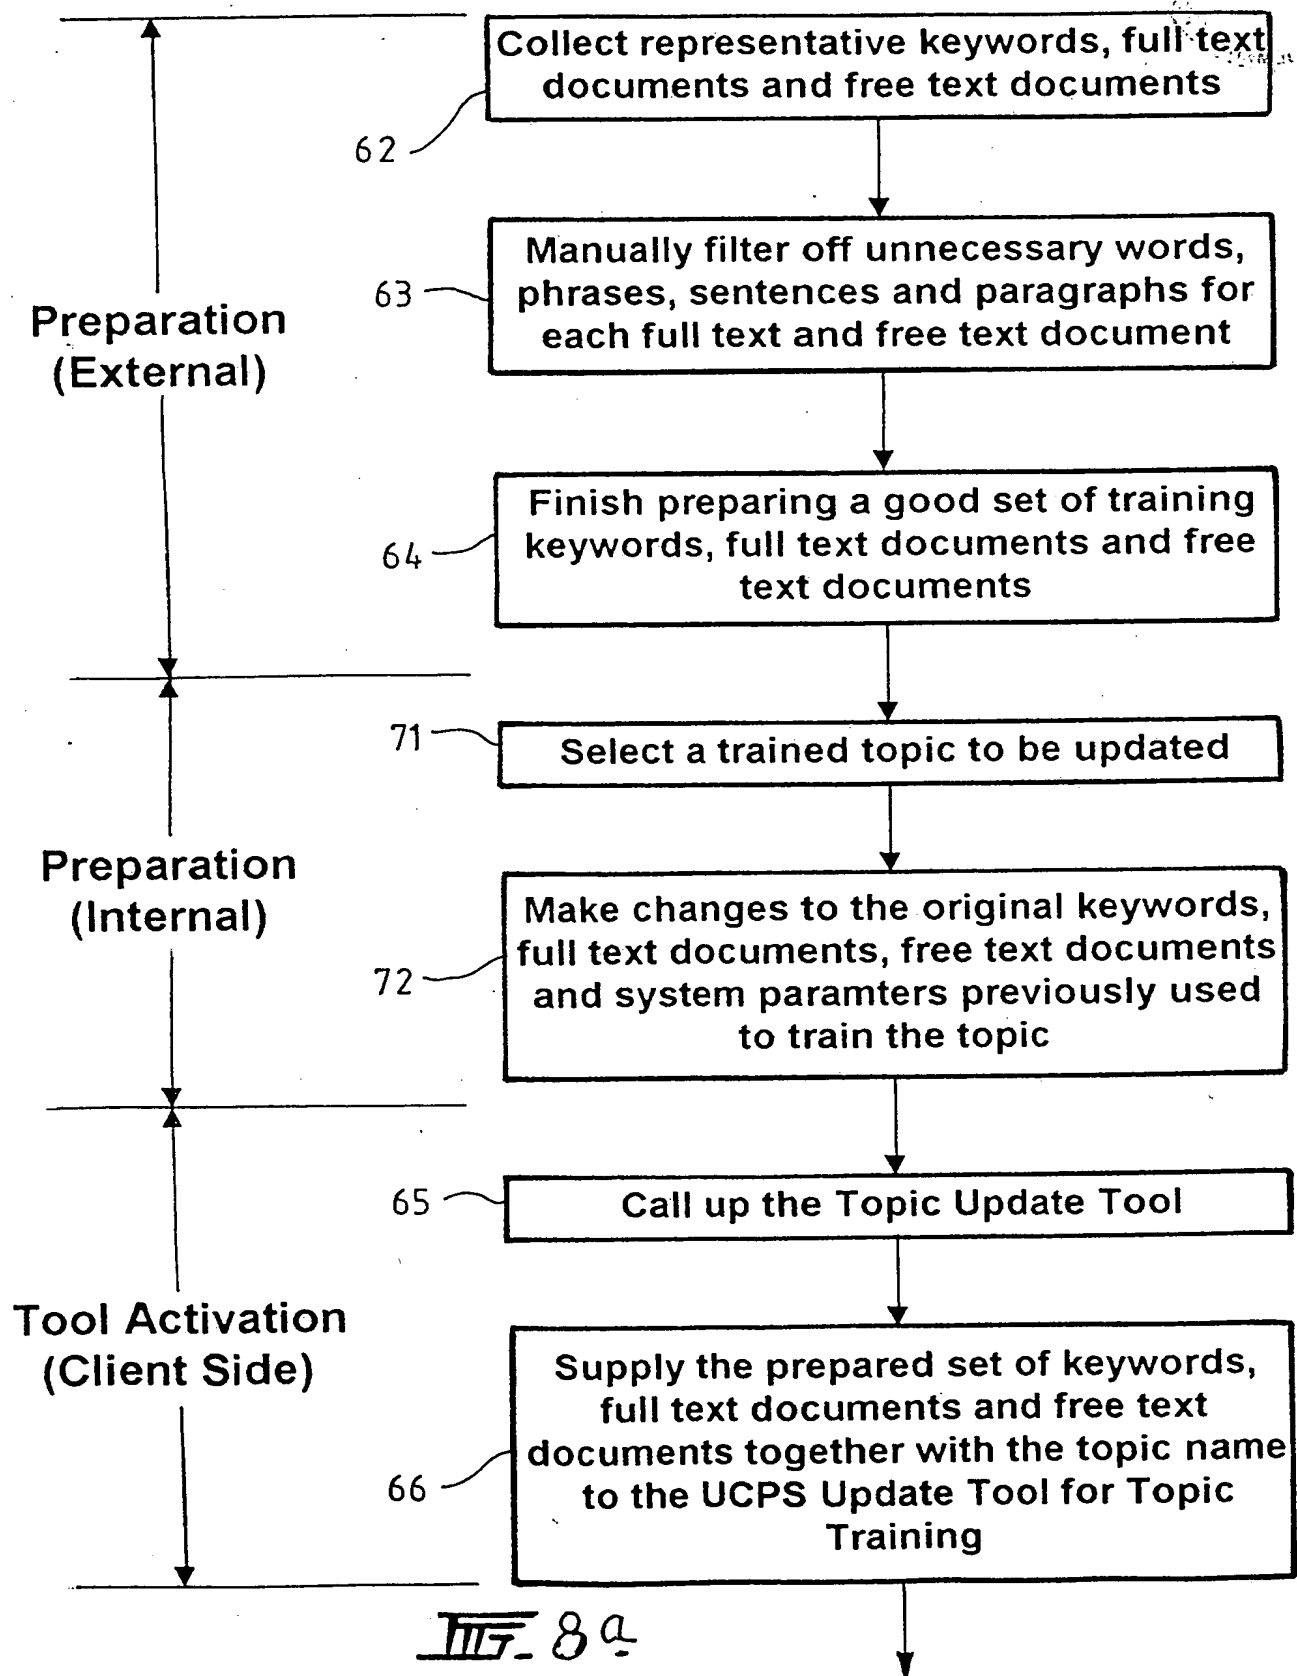 Collect representative keywords, full text
documents and free text documents
62
Manually filter off unnecessary words,
phrases, sentences and paragraphs for
each full text and free text document
63
Preparation
(External)
Finish preparing a good set of training
keywords, full text documents and free
text documents
64
71
Select a trained topic to be updated
Preparation
(Internal)
Make changes to the original keywords,
full text documents, free text documents
and system paramters previously used
to train the topic
72
65
Call up the Topic Update Tool
Tool Activation
(Client Side)
Supply the prepared set of keywords,
full text documents and free text
documents together with the topic name
to the UCPS Update Tool for Topic
Training
66
FIG. 8a